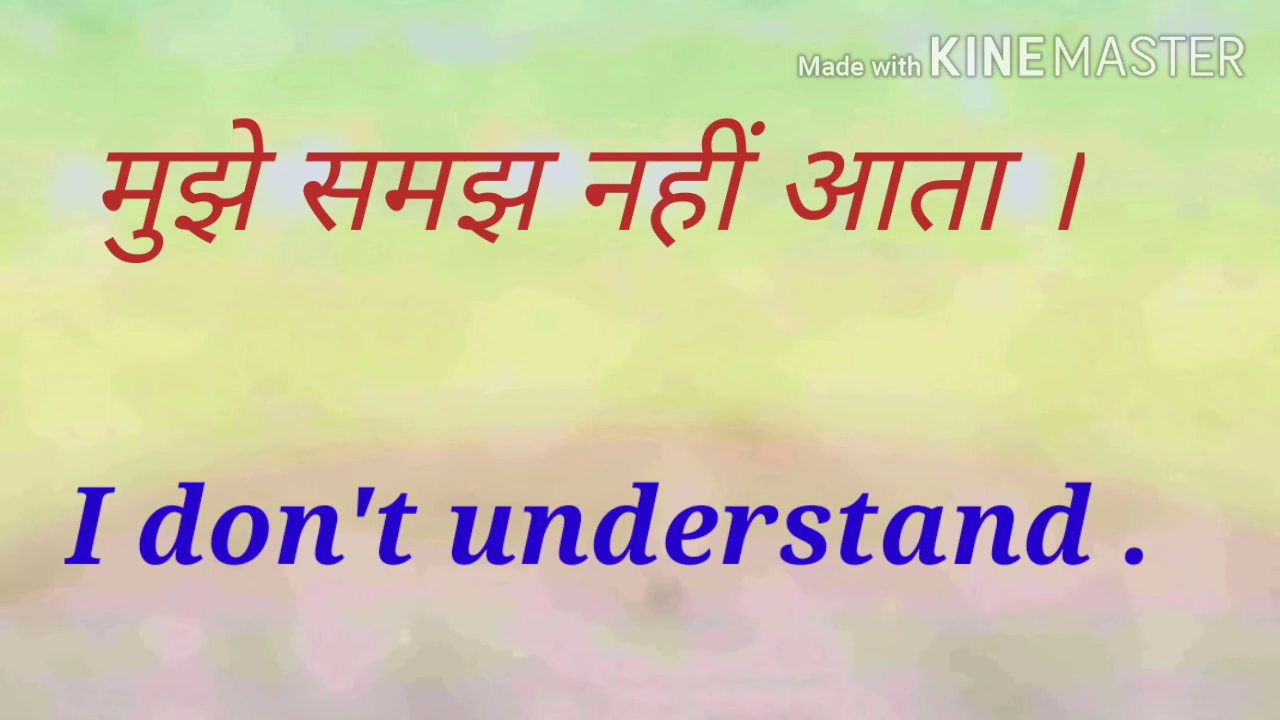 Made with KINEMASTER
मुझे समझ नहीं आता ।
I don't understand .